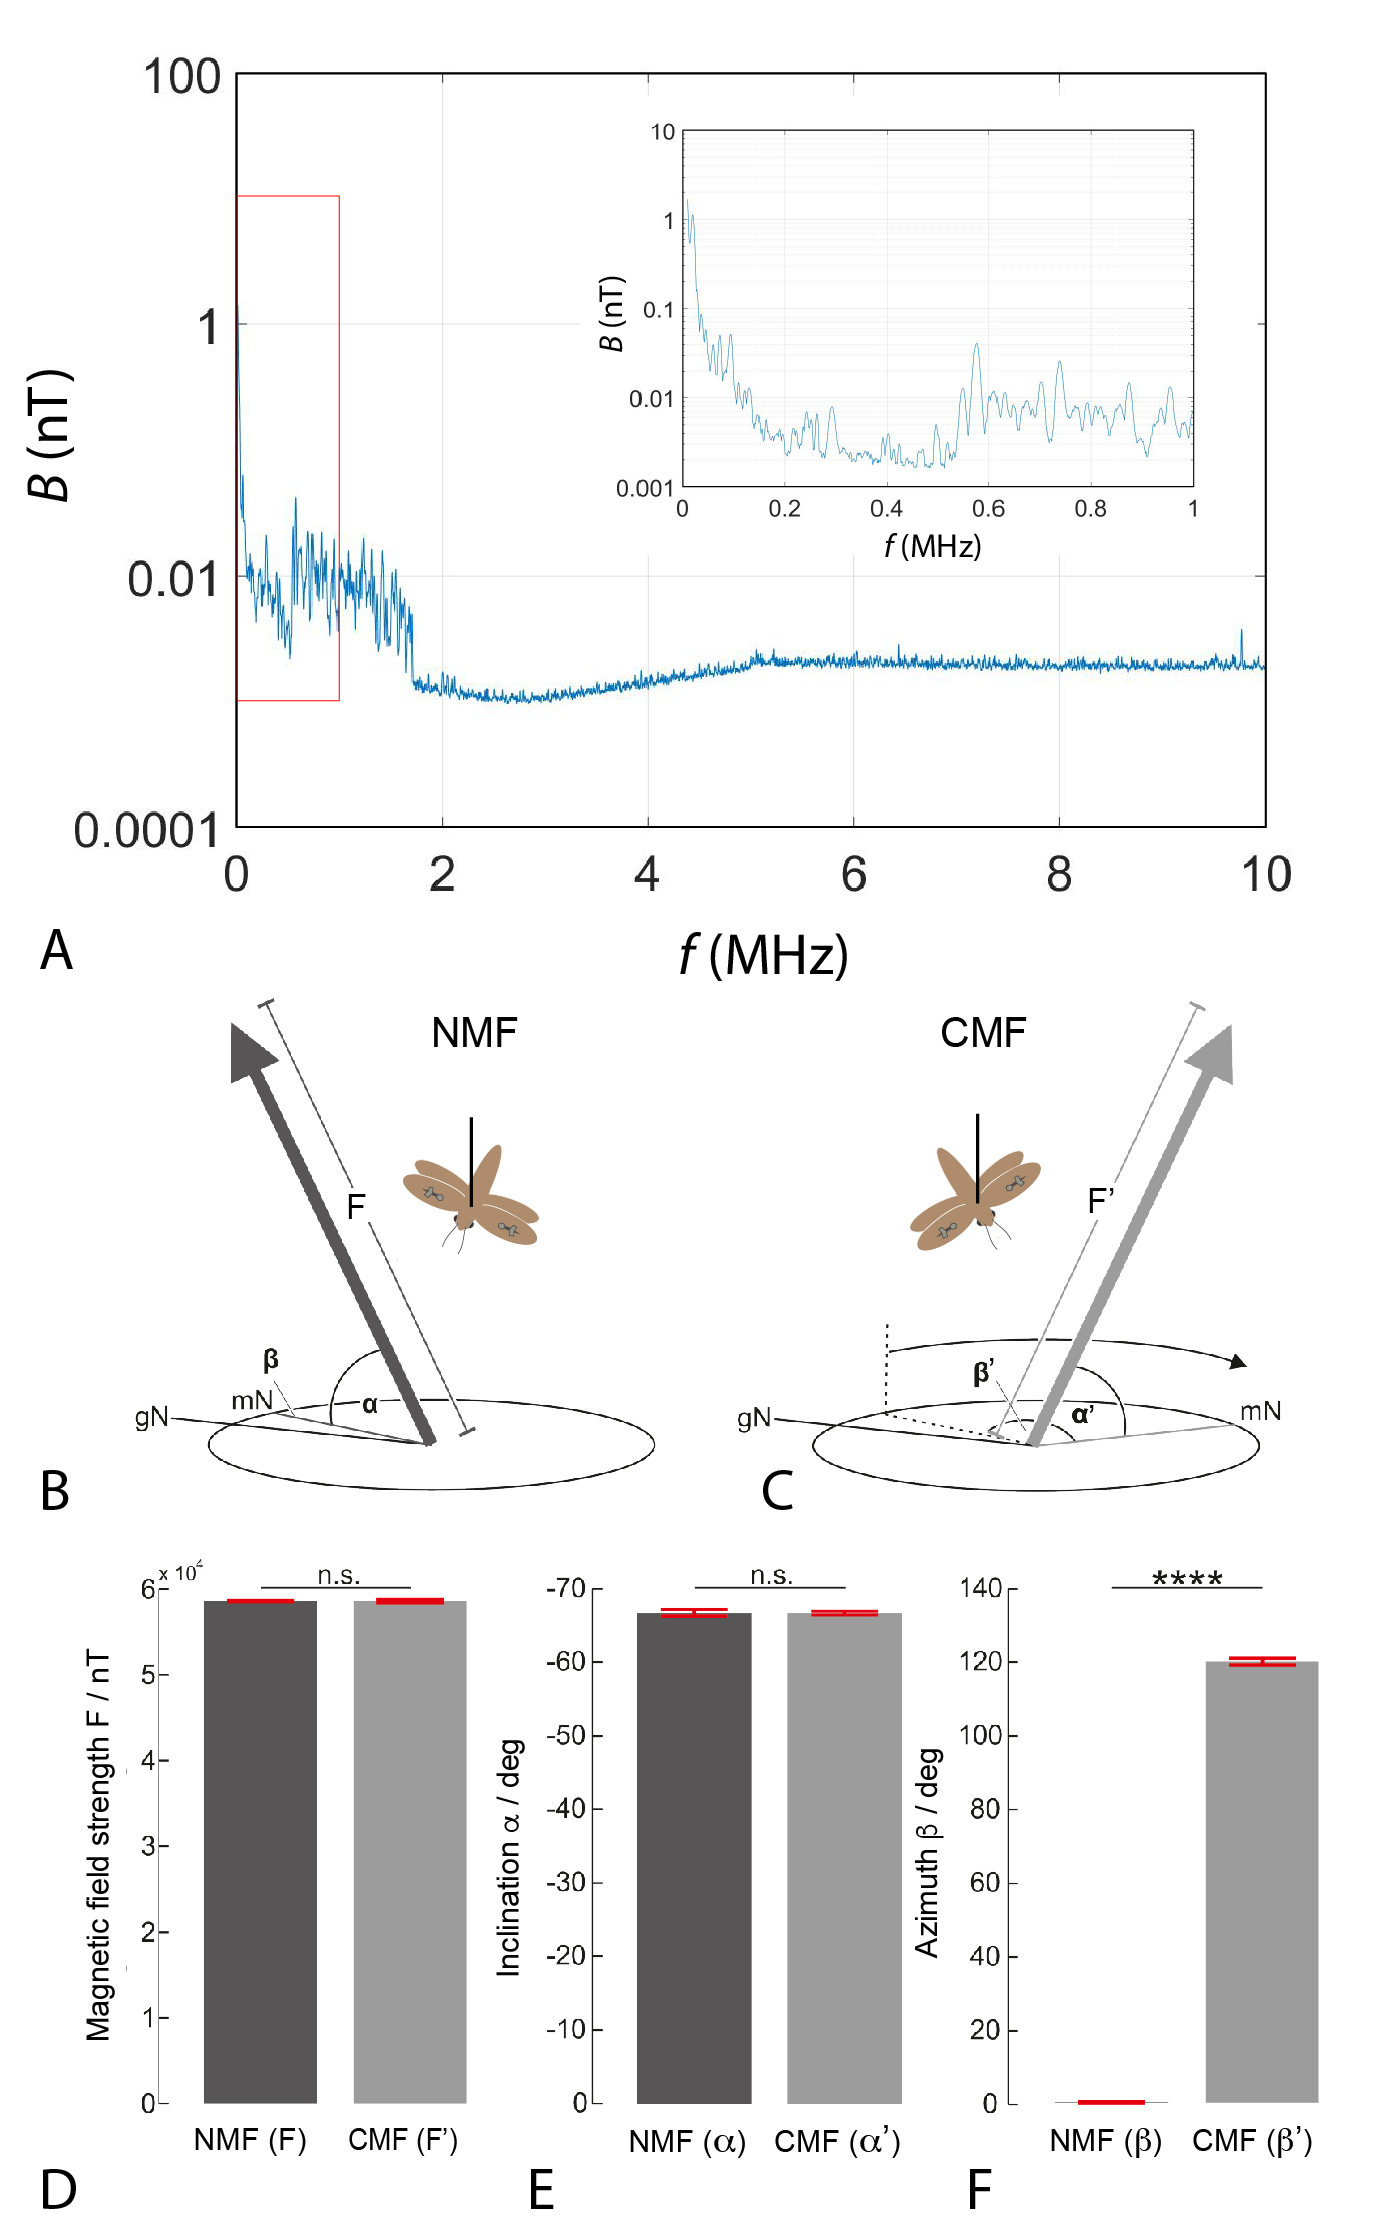 100
1
0.01
0.0001
B (nT)
0 2 4 6 8 10
f (MHz)
10
1
0.1
0.01
0.001
B (nT)
0 0.2 0.4 0.6 0.8 1
f (MHz)
A
NMF
F
β
mN
α
gN
B
CMF
F’
β’
α’
mN
gN
C
x 10⁴
n.s.
6
5
4
3
2
1
0
Magnetic field strength F / nT
NMF (F) CMF (F’)
D
n.s.
-70
-60
-50
-40
-30
-20
-10
0
Inclination α / deg
NMF (α) CMF (α’)
E
****
140
120
100
80
60
40
20
0
Azimuth β / deg
NMF (β) CMF (β’)
F